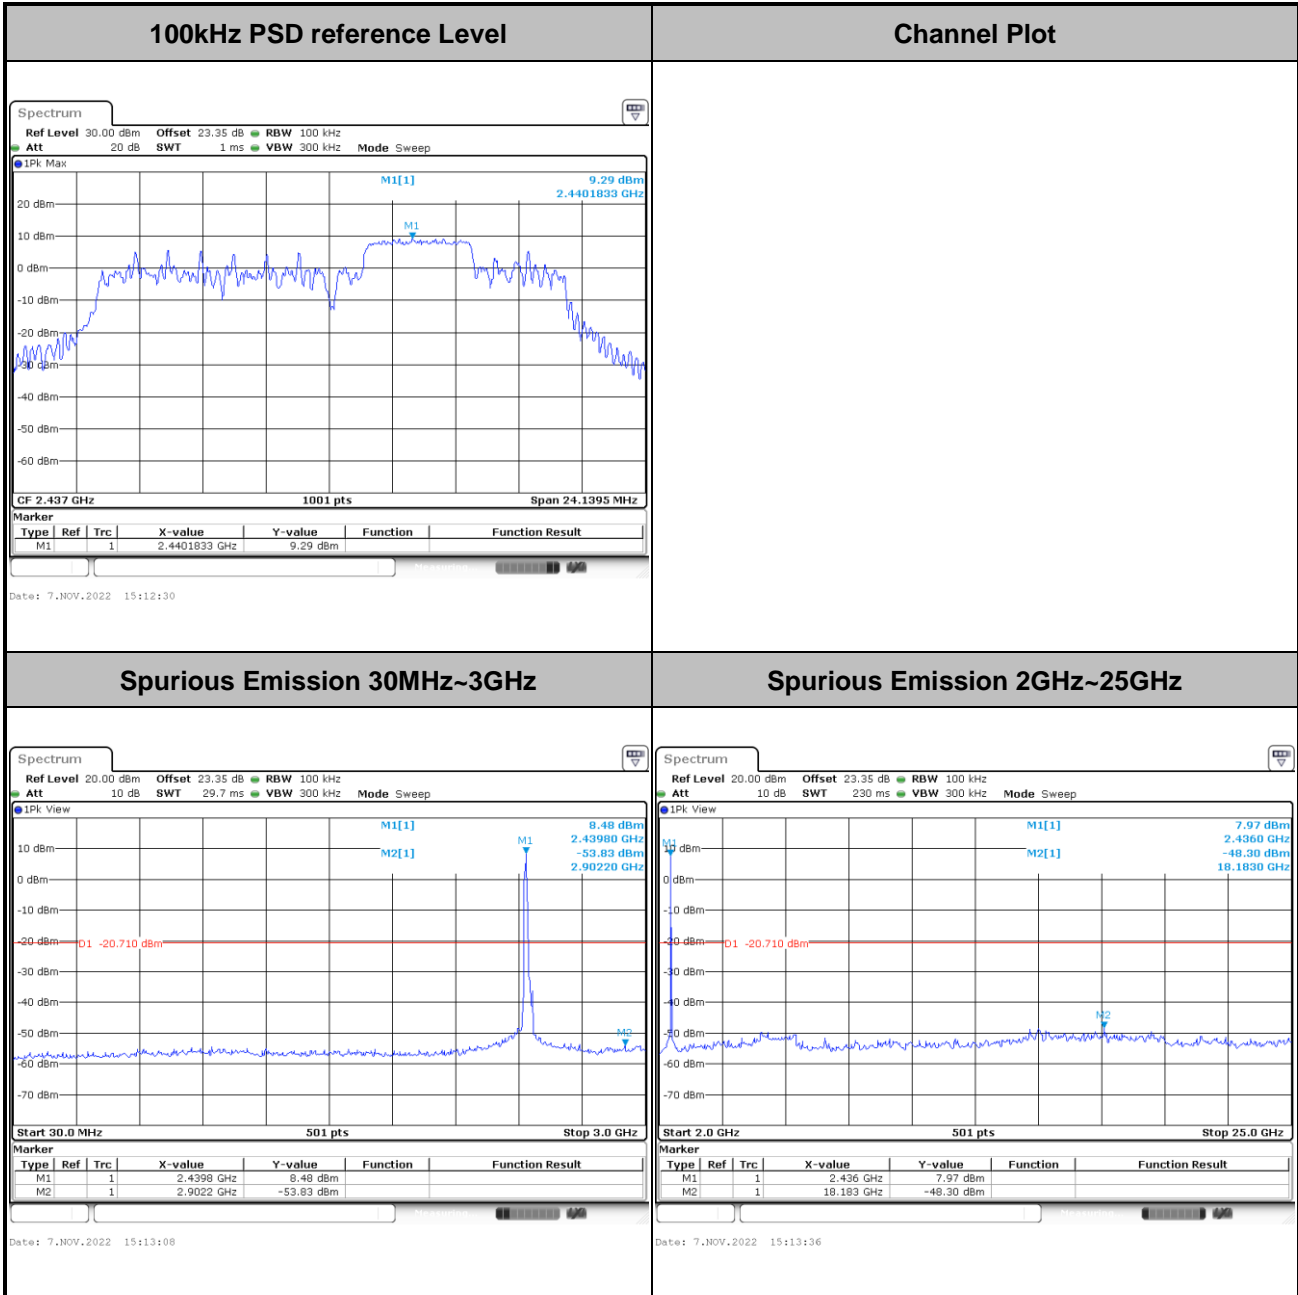 100kHz PSD reference Level
Channel Plot
Spectrum
Ref Level 30.00 dBm Offset 23.35 dB RBW 100 kHz
Att 20 dB SWT 1 ms VBW 300 kHz Mode Sweep
1Pk Max
M1[1] 9.29 dBm
2.4401833 GHz
M1
20 dBm
10 dBm
0 dBm
-10 dBm
-20 dBm
-30 dBm
-40 dBm
-50 dBm
-60 dBm
CF 2.437 GHz 1001 pts Span 24.1395 MHz
Marker
Type Ref Trc X-value Y-value Function Function Result
M1 1 2.4401833 GHz 9.29 dBm
Measuring...
Date: 7.NOV.2022 15:12:30
Spurious Emission 30MHz~3GHz
Spurious Emission 2GHz~25GHz
Spectrum
Ref Level 20.00 dBm Offset 23.35 dB RBW 100 kHz
Att 10 dB SWT 29.7 ms VBW 300 kHz Mode Sweep
1Pk View
M1[1] 8.48 dBm
2.43980 GHz
M2[1] -53.83 dBm
2.90220 GHz
M1
10 dBm
0 dBm
-10 dBm
-20 dBm
D1 -20.710 dBm
-30 dBm
-40 dBm
-50 dBm
M2
-60 dBm
-70 dBm
Start 30.0 MHz 501 pts Stop 3.0 GHz
Marker
Type Ref Trc X-value Y-value Function Function Result
M1 1 2.4398 GHz 8.48 dBm
M2 1 2.9022 GHz -53.83 dBm
Measuring...
Date: 7.NOV.2022 15:13:08
Spectrum
Ref Level 20.00 dBm Offset 23.35 dB RBW 100 kHz
Att 10 dB SWT 230 ms VBW 300 kHz Mode Sweep
1Pk View
M1[1] 7.97 dBm
2.4360 GHz
M2[1] -48.30 dBm
18.1830 GHz
M1
10 dBm
0 dBm
-10 dBm
-20 dBm
D1 -20.710 dBm
-30 dBm
-40 dBm
M2
-50 dBm
-60 dBm
-70 dBm
Start 2.0 GHz 501 pts Stop 25.0 GHz
Marker
Type Ref Trc X-value Y-value Function Function Result
M1 1 2.436 GHz 7.97 dBm
M2 1 18.183 GHz -48.30 dBm
Measuring...
Date: 7.NOV.2022 15:13:36